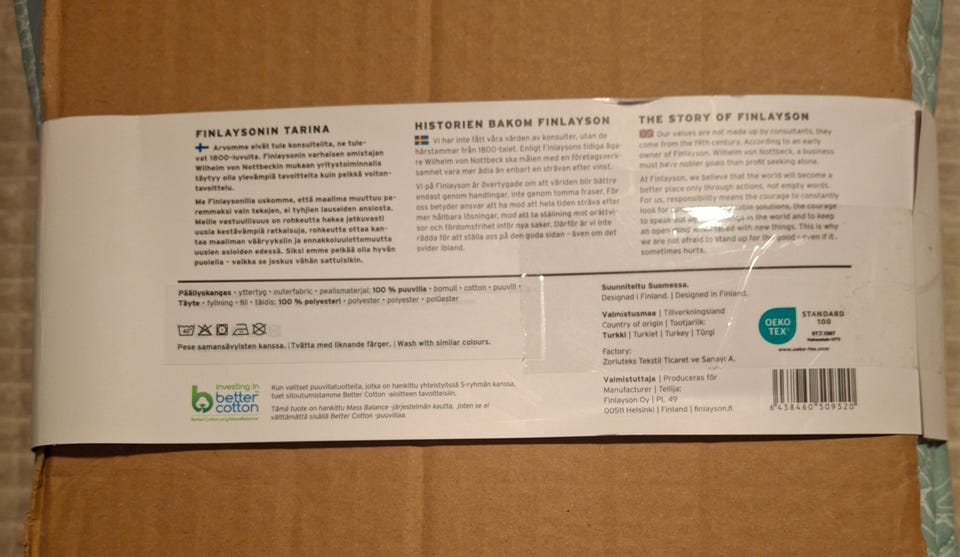 FINLAYSONIN TARINA
Arvomme eivät tule konsulteilta, ne tule-
vat 1800-luvulta. Finlaysonin varhaisen omistajan
Wilhelm von Nottbeckin mukaan yritystoiminnalla
täytyy olla ylevämpiä tavoitteita kuin pelkkä voiton-
tavoittelu.
Me Finlaysonilla uskomme, että maailma muuttuu pa-
remmaksi vain tekojen, ei tyhjien lauseiden ansiosta.
Meille vastuullisuus on rohkeutta hakea jatkuvasti
uusia kestävämpiä ratkaisuja, rohkeutta ottaa kan-
taa maailman vääryyksiin ja ennakkoluulottomuutta
uusien asioiden edessä. Siksi emme pelkää olla hyvän
puolella – vaikka se joskus vähän sattuisikin.
HISTORIEN BAKOM FINLAYSON
Vi har inte fått våra värden av konsulter, utan de
härstammar från 1800-talet. Enligt Finlaysons tidiga äga-
re Wilhelm von Nottbeck ska målen med en företagsverk-
samhet vara mer ädla än enbart en strävan efter vinst.
Vi på Finlayson är övertygade om att världen blir bättre
endast genom handlingar, inte genom tomma fraser. För
oss betyder ansvar att ha mod att hela tiden sträva efter
mer hållbara lösningar, mod att ta ställning mot orättvi-
sor och fördomsfrihet inför nya saker. Därför är vi inte
rädda för att ställa oss på den goda sidan – även om det
svider ibland.
THE STORY OF FINLAYSON
Our values are not made up by consultants, they
come from the 19th century. According to an early
owner of Finlayson, Wilhelm von Nottbeck, a business
must have nobler goals than profit seeking alone.
At Finlayson, we believe that the world will become a
better place only through actions, not empty words.
For us, responsibility means the courage to constantly
look for solutions, the courage
to speak out in the world and to keep
an open mind faced with new things. This is why
we are not afraid to stand up for the good – even if it
sometimes hurts.
Päällyskangas • yttertyg • outerfabric • pealismaterjal: 100 % puuvilla • bomull • cotton • puuvill •
Täyte • fyllning • fill • täidis: 100 % polyesteri • polyester • polyester • polüester
40
Pese samansävyisten kanssa. | Tvätta med liknande färger. | Wash with similar colours.
investing in
better
cotton
Kun valitset puuvillatuotteita, jotka on hankittu yhteistyössä S-ryhmän kanssa,
tuet sitoutumistamme Better Cotton -aloitteen tavoitteisiin.
Tämä tuote on hankittu Mass Balance -järjestelmän kautta, joten se ei
välttämättä sisällä Better Cotton -puuvillaa.
Suunniteltu Suomessa.
Designad i Finland. | Designed in Finland.
Valmistusmaa | Tillverkningsland
Country of origin | Tootjariik:
Turkki | Turkiet | Turkey | Türgi
Factory:
Zorluteks Tekstil Ticaret ve Sanayi A.
Valmistuttaja | Produceras för
Manufacturer | Tellija:
Finlayson Oy | PL 49
00511 Helsinki | Finland | finlayson.fi
OEKO
TEX®
STANDARD
100
www.oeko-tex.com
6438460509520